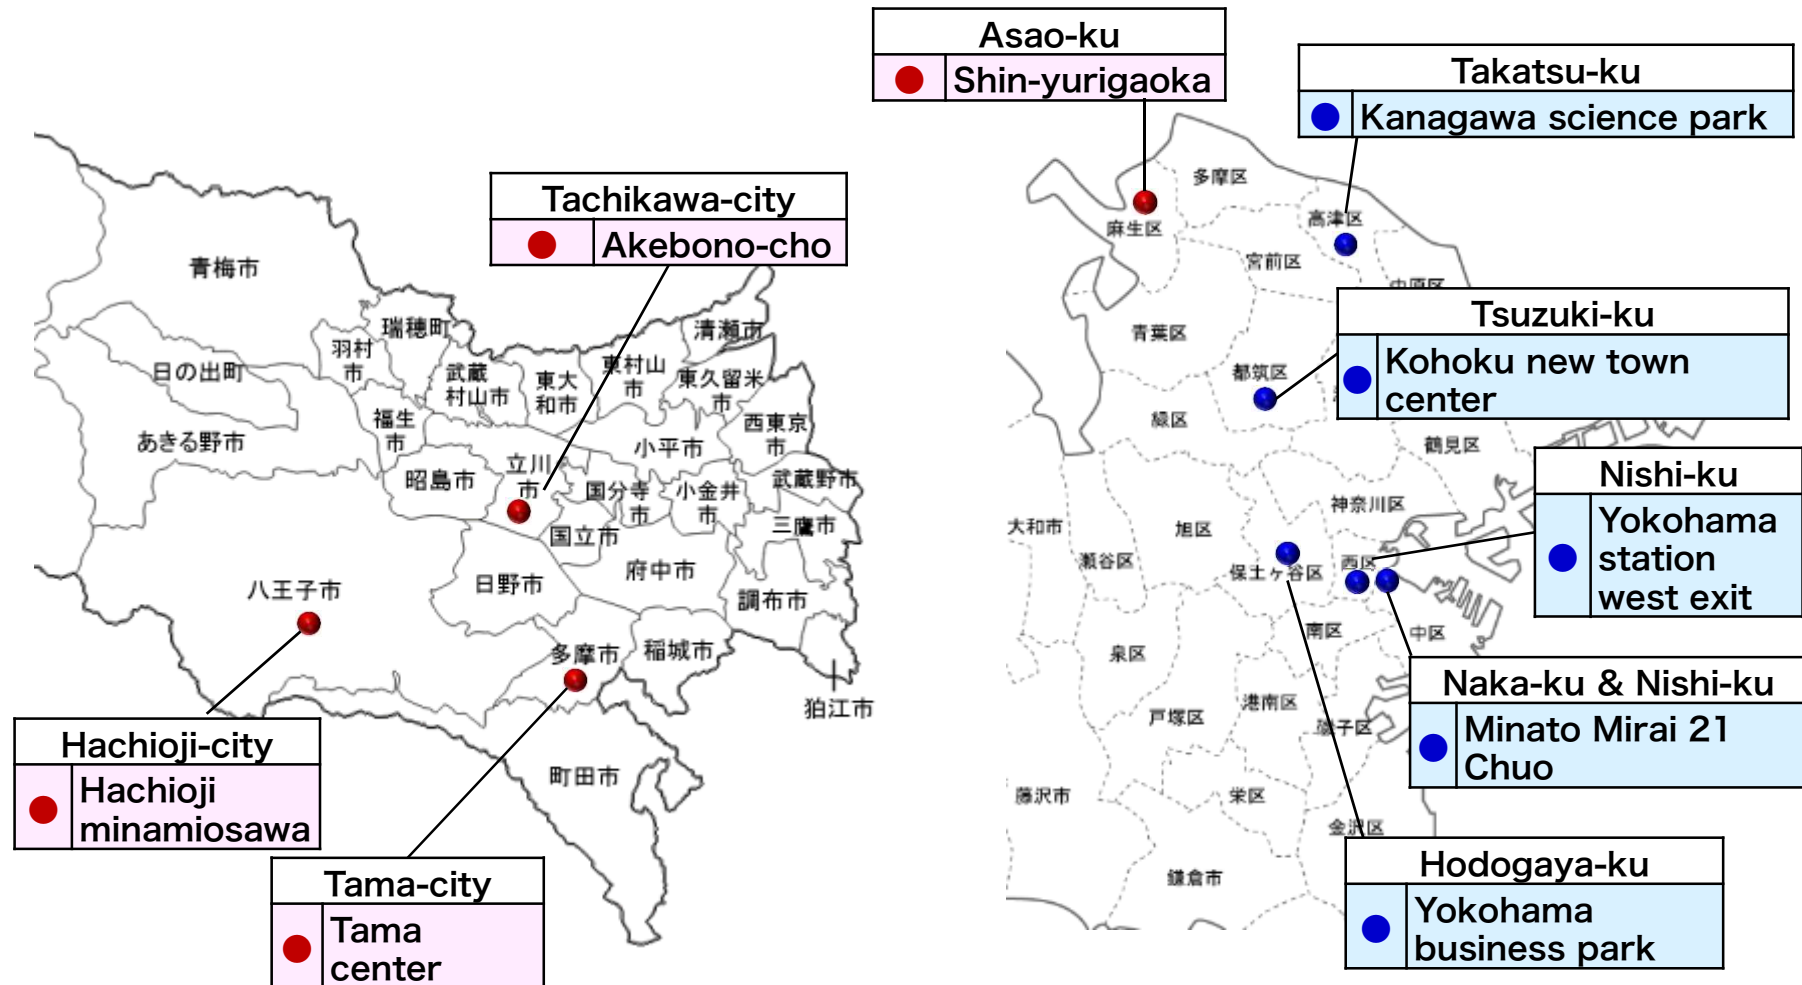 Asao-ku
Shin-yurigaoka
Takatsu-ku
Kanagawa science park
Tachikawa-city
Akebono-cho
多摩区
高津区
麻生区
宮前区
中原区
青梅市
瑞穂町
清瀬市
羽村
市
日の出町
武蔵
村山市
東大
和市
東村山
市
東久留米
市
福生
市
西東京
市
あきる野市
小平市
昭島市
立川
市
国分寺
市
小金井
市
武蔵野市
国立市
三鷹市
日野市
府中市
調布市
八王子市
多摩市
稲城市
狛江市
町田市
Hachioji-city
Hachioji
minamiosawa
Tama-city
Tama
center
Tsuzuki-ku
Kohoku new town
center
青葉区
都筑区
緑区
鶴見区
Nishi-ku
Yokohama
station
west exit
神奈川区
大和市
旭区
瀬谷区
保土ヶ谷区
西区
南区
中区
泉区
Naka-ku & Nishi-ku
Minato Mirai 21
Chuo
港南区
戸塚区
磯子区
藤沢市
栄区
金沢区
鎌倉市
Hodogaya-ku
Yokohama
business park